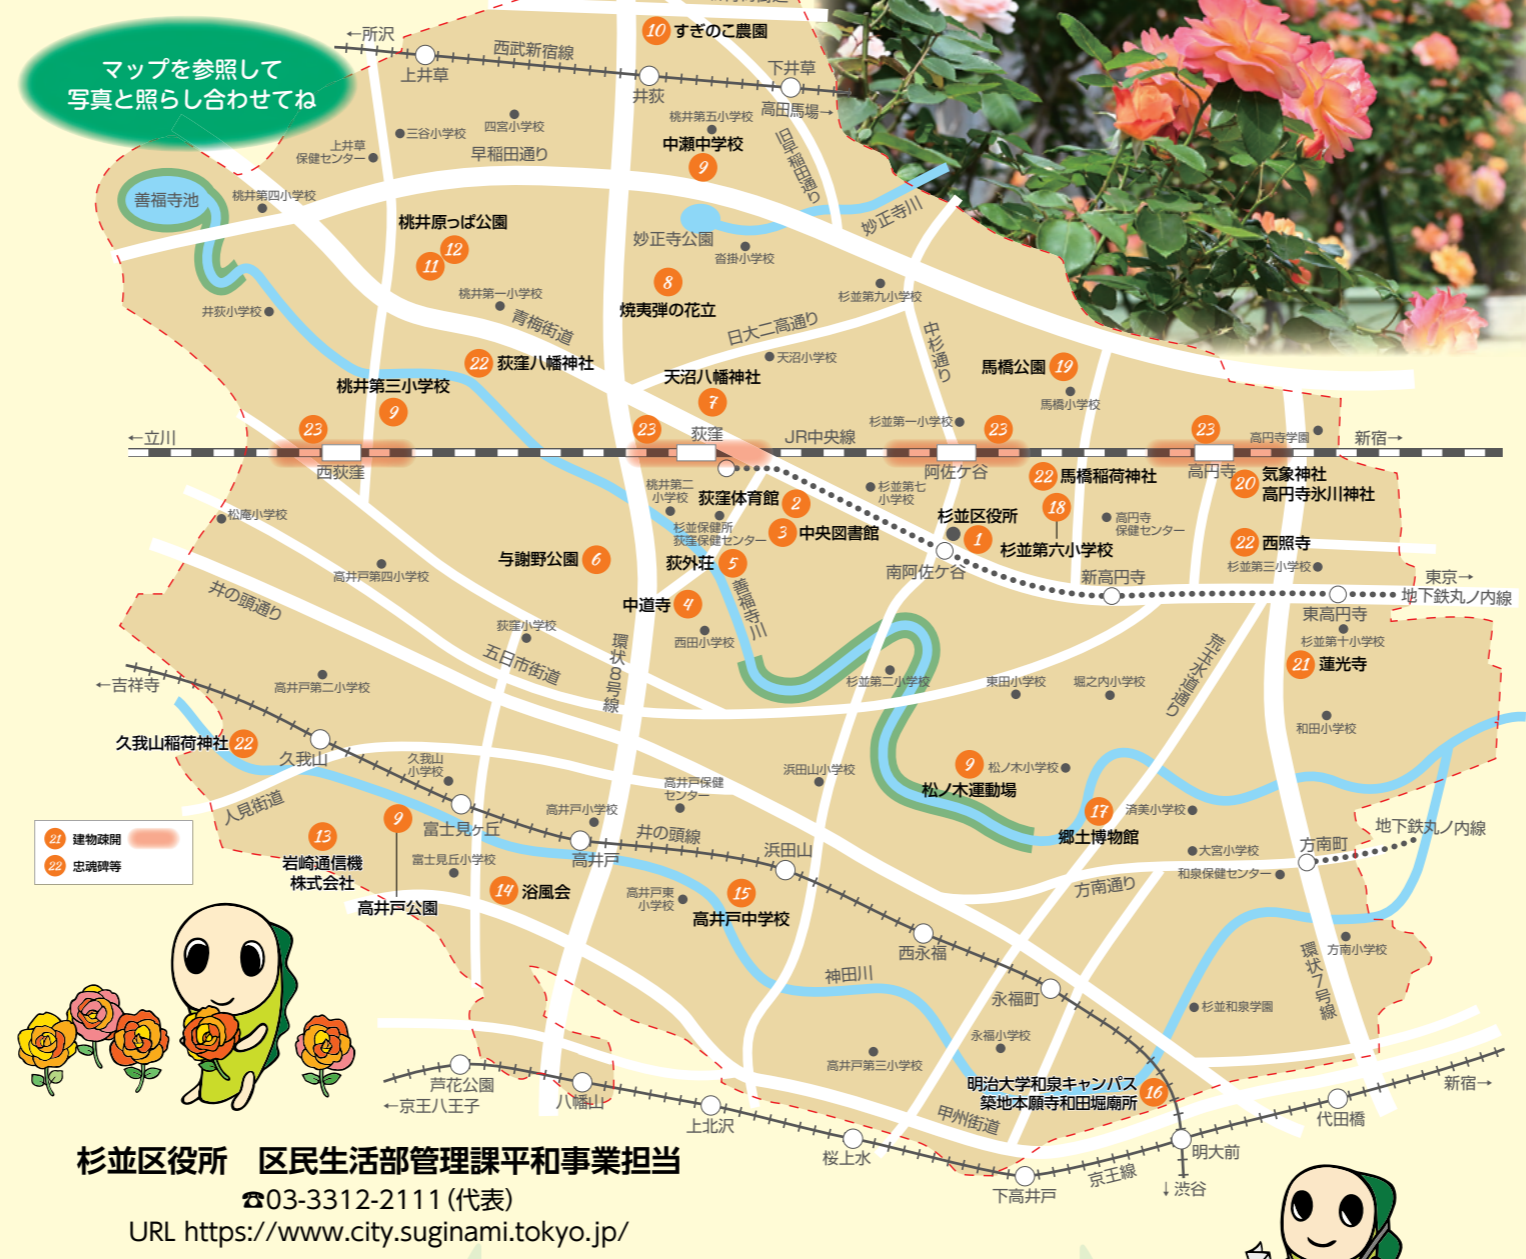 マップを参照して
写真と照らし合わせてね
←所沢
西武新宿線
上井草
井荻
下井草
高田馬場→
10 すぎのこ農園
四宮小学校
三谷小学校
上井草
保健センター
早稲田通り
旧早稲田通り
桃井第五小学校
中瀬中学校
9
善福寺池
桃井第四小学校
桃井原っぱ公園
12
11
妙正寺公園
妙正寺川
沓掛小学校
8
焼夷弾の花立
杉並第九小学校
井荻小学校
桃井第一小学校
青梅街道
日大二高通り
中杉通り
天沼小学校
22 荻窪八幡神社
天沼八幡神社
7
馬橋公園 19
馬橋小学校
桃井第三小学校
9
杉並第一小学校
高円寺学園
23
23
23
23
←立川
荻窪
JR中央線
新宿→
西荻窪
阿佐ケ谷
高円寺
22 馬橋稲荷神社
20 気象神社
高円寺氷川神社
桃井第二
小学校
荻窪体育館 2
杉並第七
小学校
18
杉並第六小学校
高円寺
保健センター
松庵小学校
杉並保健所
荻窪保健センター
3 中央図書館
杉並区役所
1
22 西照寺
杉並第三小学校
与謝野公園 6
荻外荘 5
南阿佐ケ谷
新高円寺
東京→
地下鉄丸ノ内線
高井戸第四小学校
善福寺川
東高円寺
井の頭通り
中道寺 4
西田小学校
杉並第十小学校
荻窪小学校
五日市街道
環状8号線
荒玉水道通り
21 蓮光寺
←吉祥寺
高井戸第二小学校
杉並第二小学校
東田小学校
堀之内小学校
和田小学校
久我山稲荷神社 22
久我山
久我山
小学校
人見街道
高井戸保健
センター
浜田山小学校
9
松ノ木運動場
松ノ木小学校
17
郷土博物館
済美小学校
21 建物疎開
22 忠魂碑等
13
岩崎通信機
株式会社
9
高井戸公園
富士見ヶ丘
高井戸小学校
井の頭線
浜田山
地下鉄丸ノ内線
方南町
高井戸
富士見丘小学校
大宮小学校
和泉保健センター
14 浴風会
高井戸東
小学校
15
高井戸中学校
方南通り
西永福
方南小学校
環状7号線
神田川
永福町
杉並和泉学園
永福小学校
高井戸第三小学校
明治大学和泉キャンパス
築地本願寺和田堀廟所
16
新宿→
芦花公園
←京王八王子
八幡山
上北沢
甲州街道
代田橋
桜上水
明大前
京王線
下高井戸
↓渋谷
杉並区役所　区民生活部管理課平和事業担当
☎03-3312-2111（代表）
URL https://www.city.suginami.tokyo.jp/